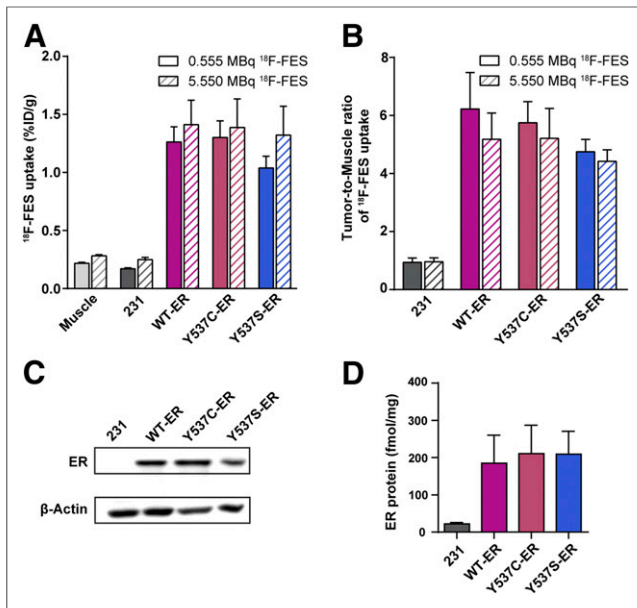 A
¹⁸F-FES uptake (%ID/g)
2.0
1.5
1.0
0.5
0.0
0.555 MBq ¹⁸F-FES
5.550 MBq ¹⁸F-FES
Muscle
231
WT-ER
Y537C-ER
Y537S-ER
B
Tumor-to-Muscle ratio
of ¹⁸F-FES uptake
8
6
4
2
0
0.555 MBq ¹⁸F-FES
5.550 MBq ¹⁸F-FES
231
WT-ER
Y537C-ER
Y537S-ER
C
231
WT-ER
Y537C-ER
Y537S-ER
ER
β-Actin
D
ER protein (fmol/mg)
400
300
200
100
0
231
WT-ER
Y537C-ER
Y537S-ER